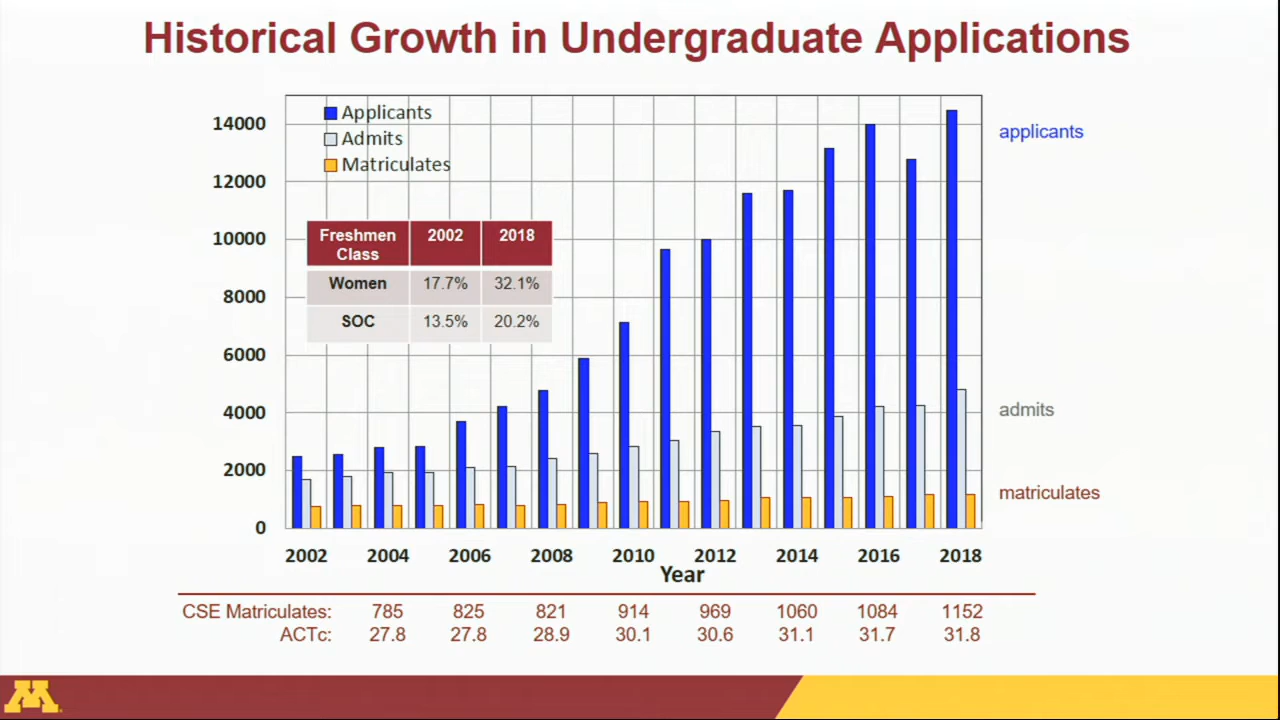 Historical Growth in Undergraduate Applications
14000
12000
10000
8000
6000
4000
2000
0
Applicants
Admits
Matriculates
Freshmen Class 2002 2018
Women 17.7% 32.1%
SOC 13.5% 20.2%
applicants
admits
matriculates
2002 2004 2006 2008 2010 2012 2014 2016 2018
Year
CSE Matriculates: 785 825 821 914 969 1060 1084 1152
ACTc: 27.8 27.8 28.9 30.1 30.6 31.1 31.7 31.8
M